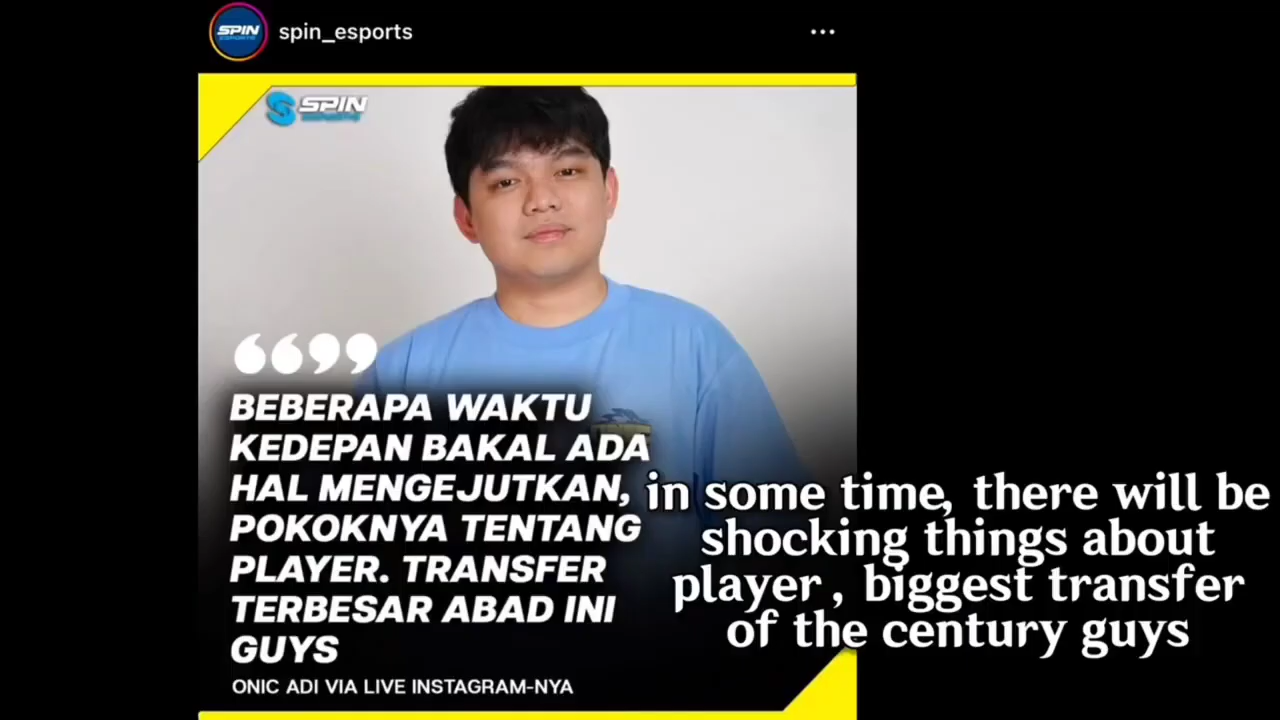 SPIN
ESPORTS
spin_esports
SPIN
ESPORTS
BEBERAPA WAKTU
KEDEPAN BAKAL ADA
HAL MENGEJUTKAN,
POKOKNYA TENTANG
PLAYER. TRANSFER
TERBESAR ABAD INI
GUYS
ONIC ADI VIA LIVE INSTAGRAM-NYA
in some time, there will be
shocking things about
player, biggest transfer
of the century guys